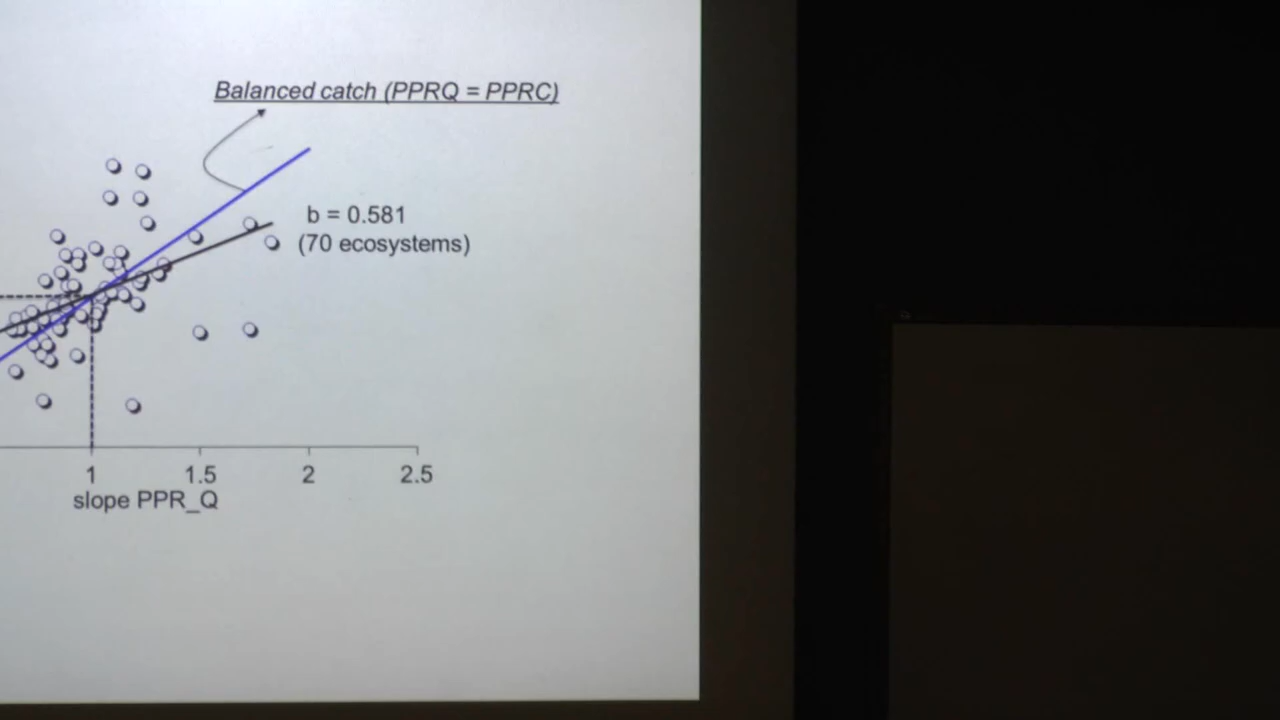 Balanced catch (PPRQ = PPRC)
b = 0.581
(70 ecosystems)
1 1.5 2 2.5
slope PPR_Q